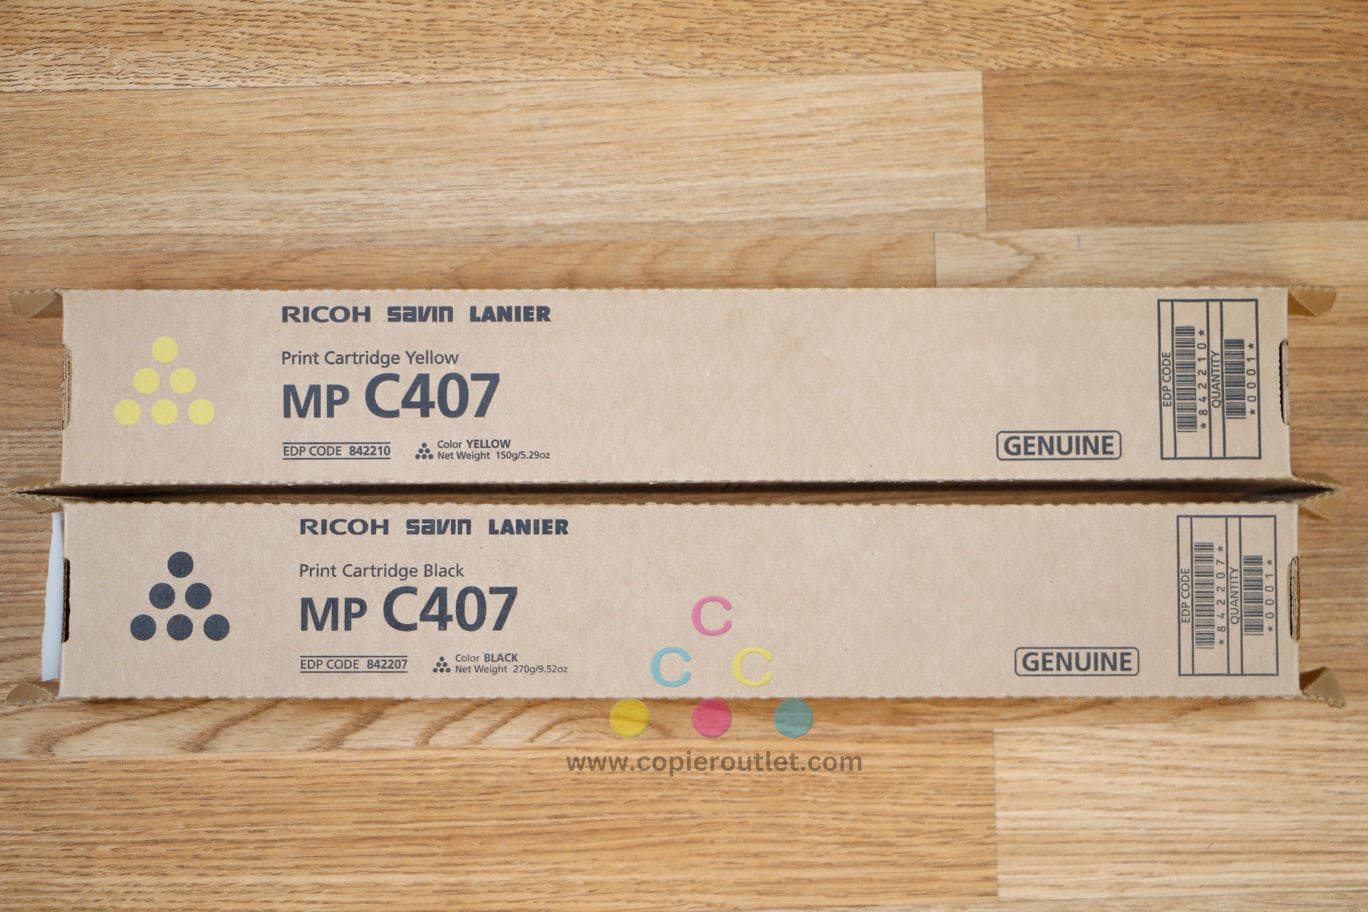 RICOH savin LANIER
Print Cartridge Yellow
MP C407
EDP CODE 842210
Color YELLOW
Net Weight 150g/5.29oz
GENUINE
EDP CODE
*842210*
QUANTITY
*0001*
RICOH savin LANIER
Print Cartridge Black
MP C407
EDP CODE 842207
Color BLACK
Net Weight 270g/9.52oz
GENUINE
EDP CODE
*842207*
QUANTITY
*0001*
C
C C
www.copieroutlet.com